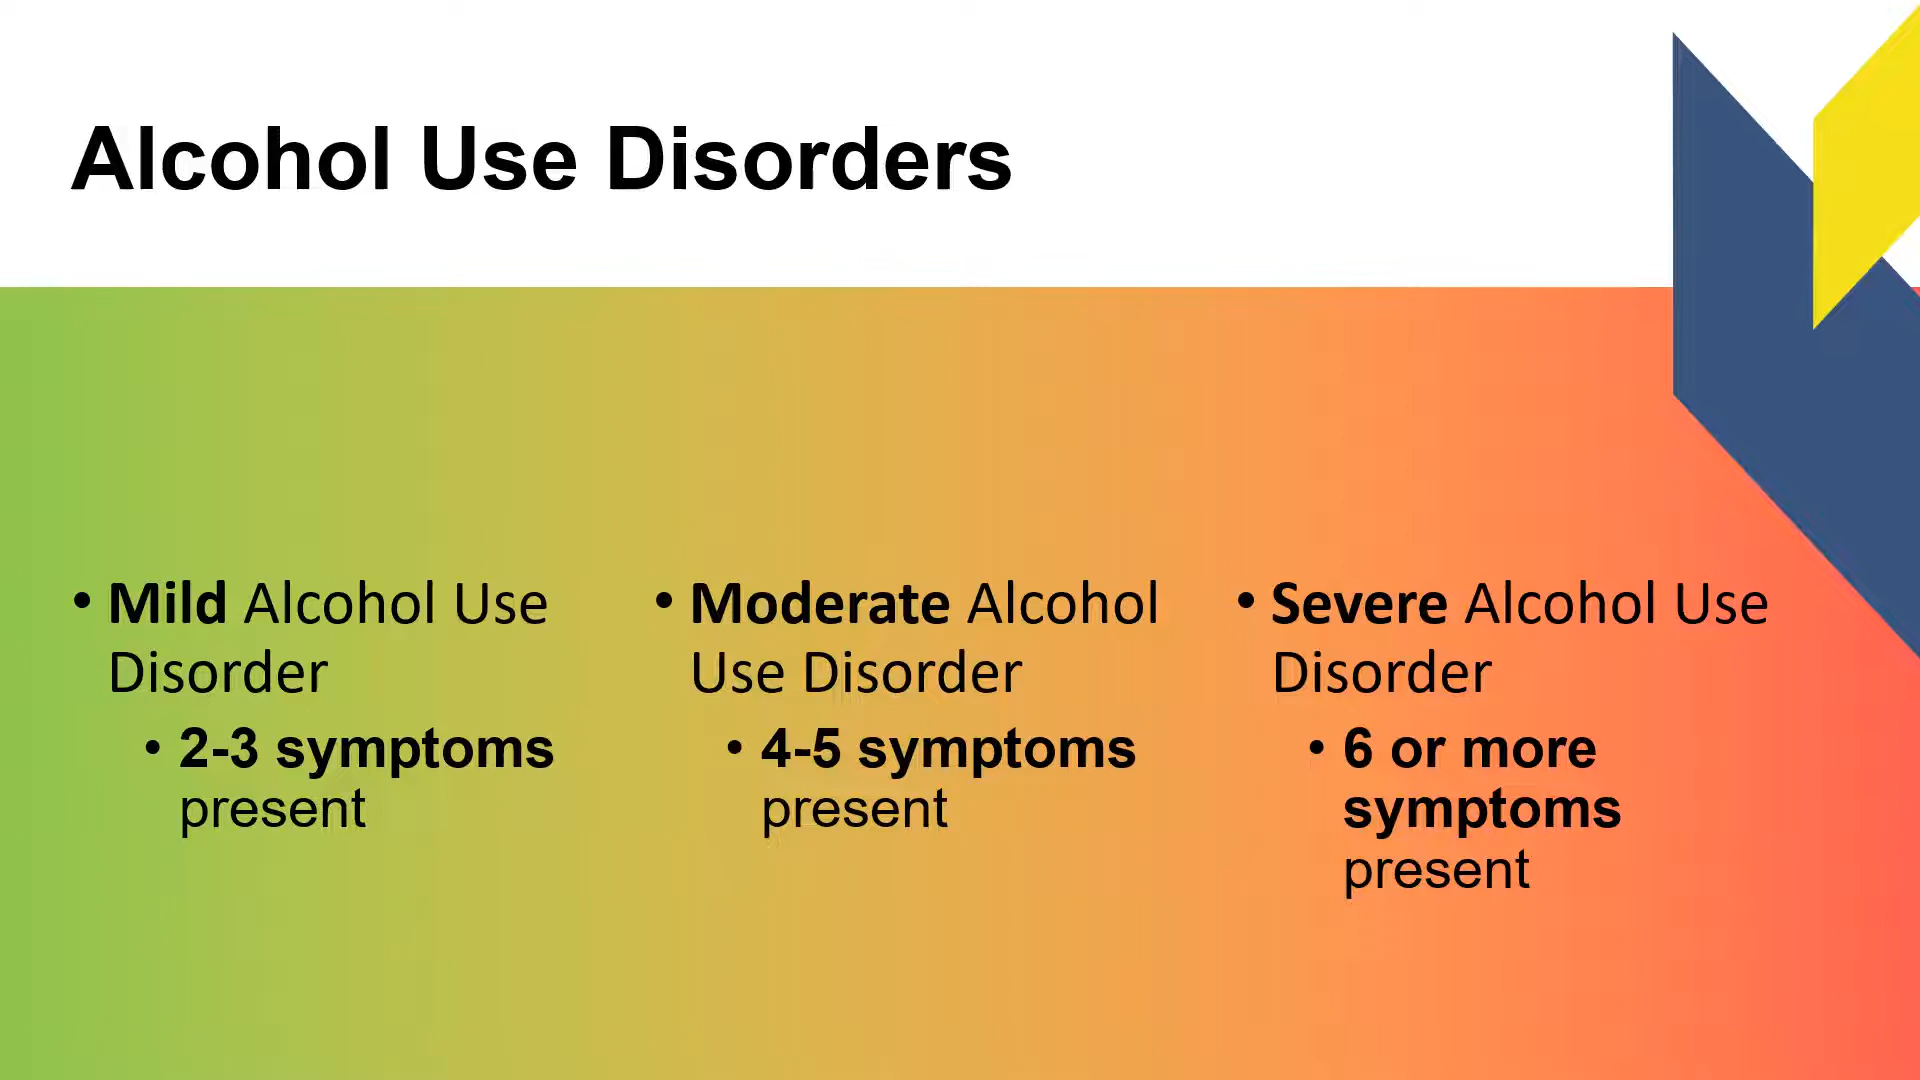 Alcohol Use Disorders
• Mild Alcohol Use
Disorder
• 2-3 symptoms
present
• Moderate Alcohol
Use Disorder
• 4-5 symptoms
present
• Severe Alcohol Use
Disorder
• 6 or more
symptoms
present